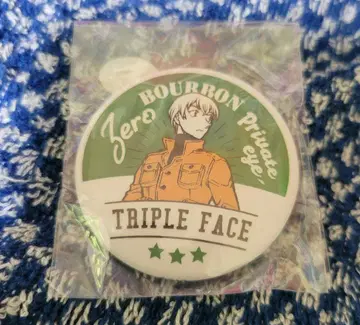 BOURBON
Zero
Private
eye
TRIPLE FACE